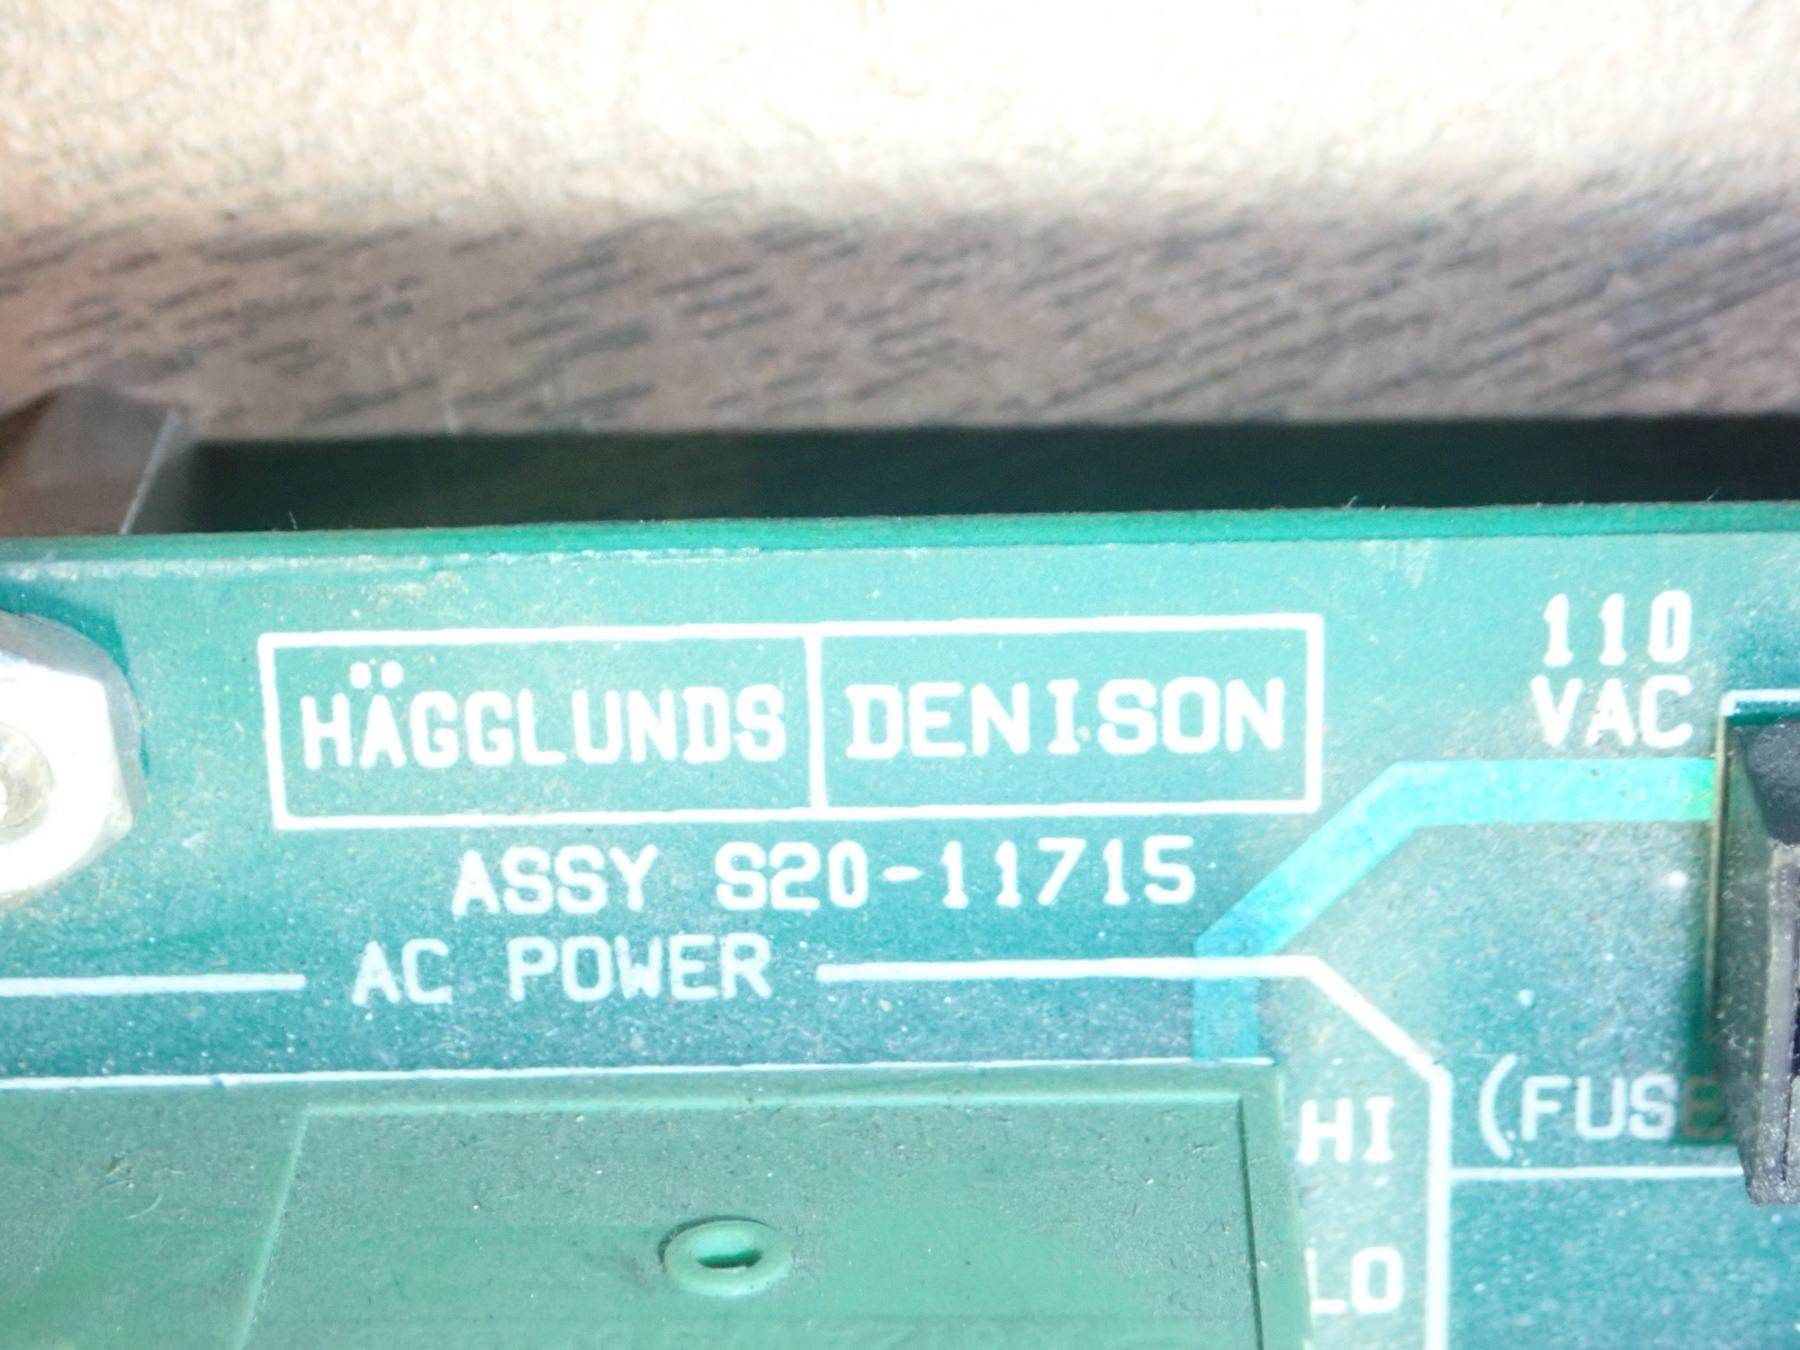 HÄGGLUNDS DENISON
110
VAC
ASSY S20-11715
AC POWER
HI
(FUSE
LO